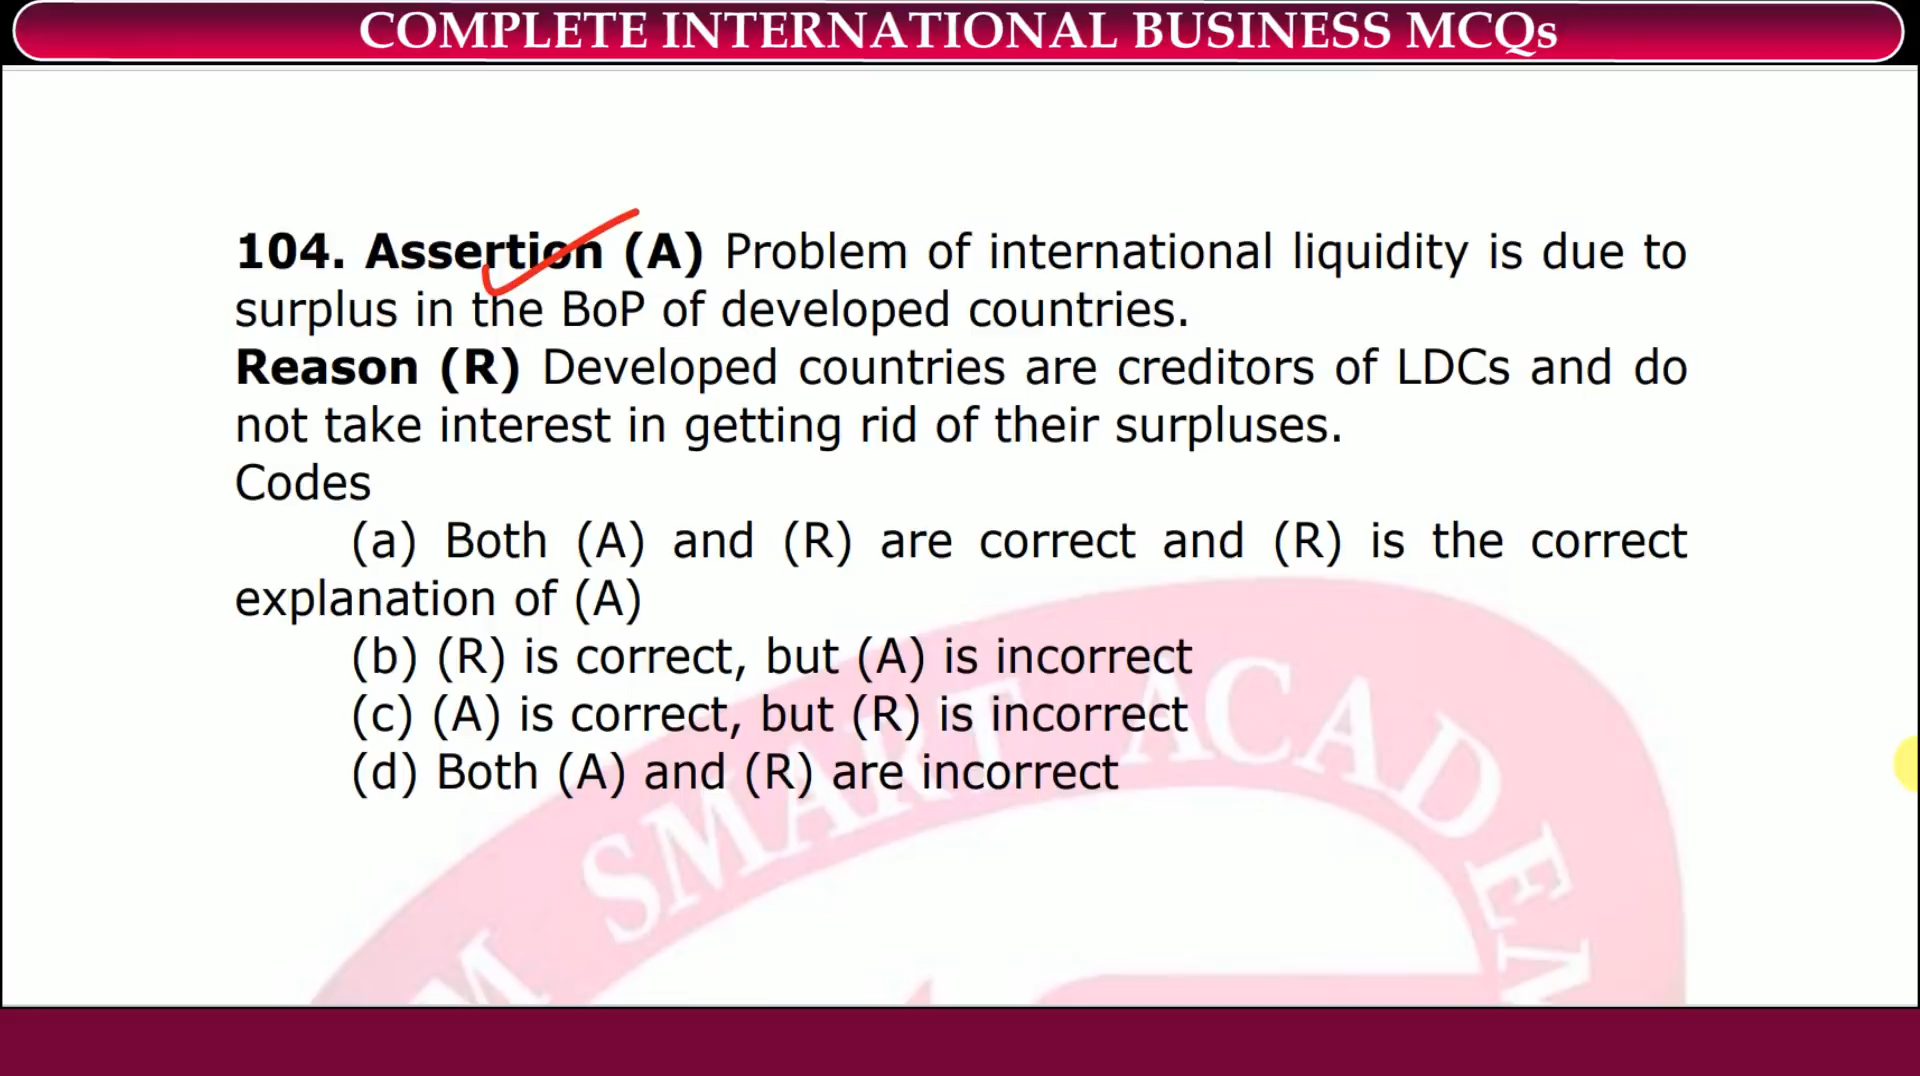 COMPLETE INTERNATIONAL BUSINESS MCQs
104. Assertion (A) Problem of international liquidity is due to
surplus in the BoP of developed countries.
Reason (R) Developed countries are creditors of LDCs and do
not take interest in getting rid of their surpluses.
Codes
(a) Both (A) and (R) are correct and (R) is the correct
explanation of (A)
(b) (R) is correct, but (A) is incorrect
(c) (A) is correct, but (R) is incorrect
(d) Both (A) and (R) are incorrect
M SMART ACADEM